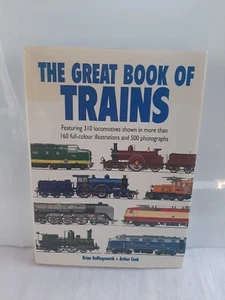 THE GREAT BOOK OF
TRAINS
Featuring 310 locomotives shown in more than
160 full-colour illustrations and 500 photographs
Brian Hollingsworth • Arthur Cook